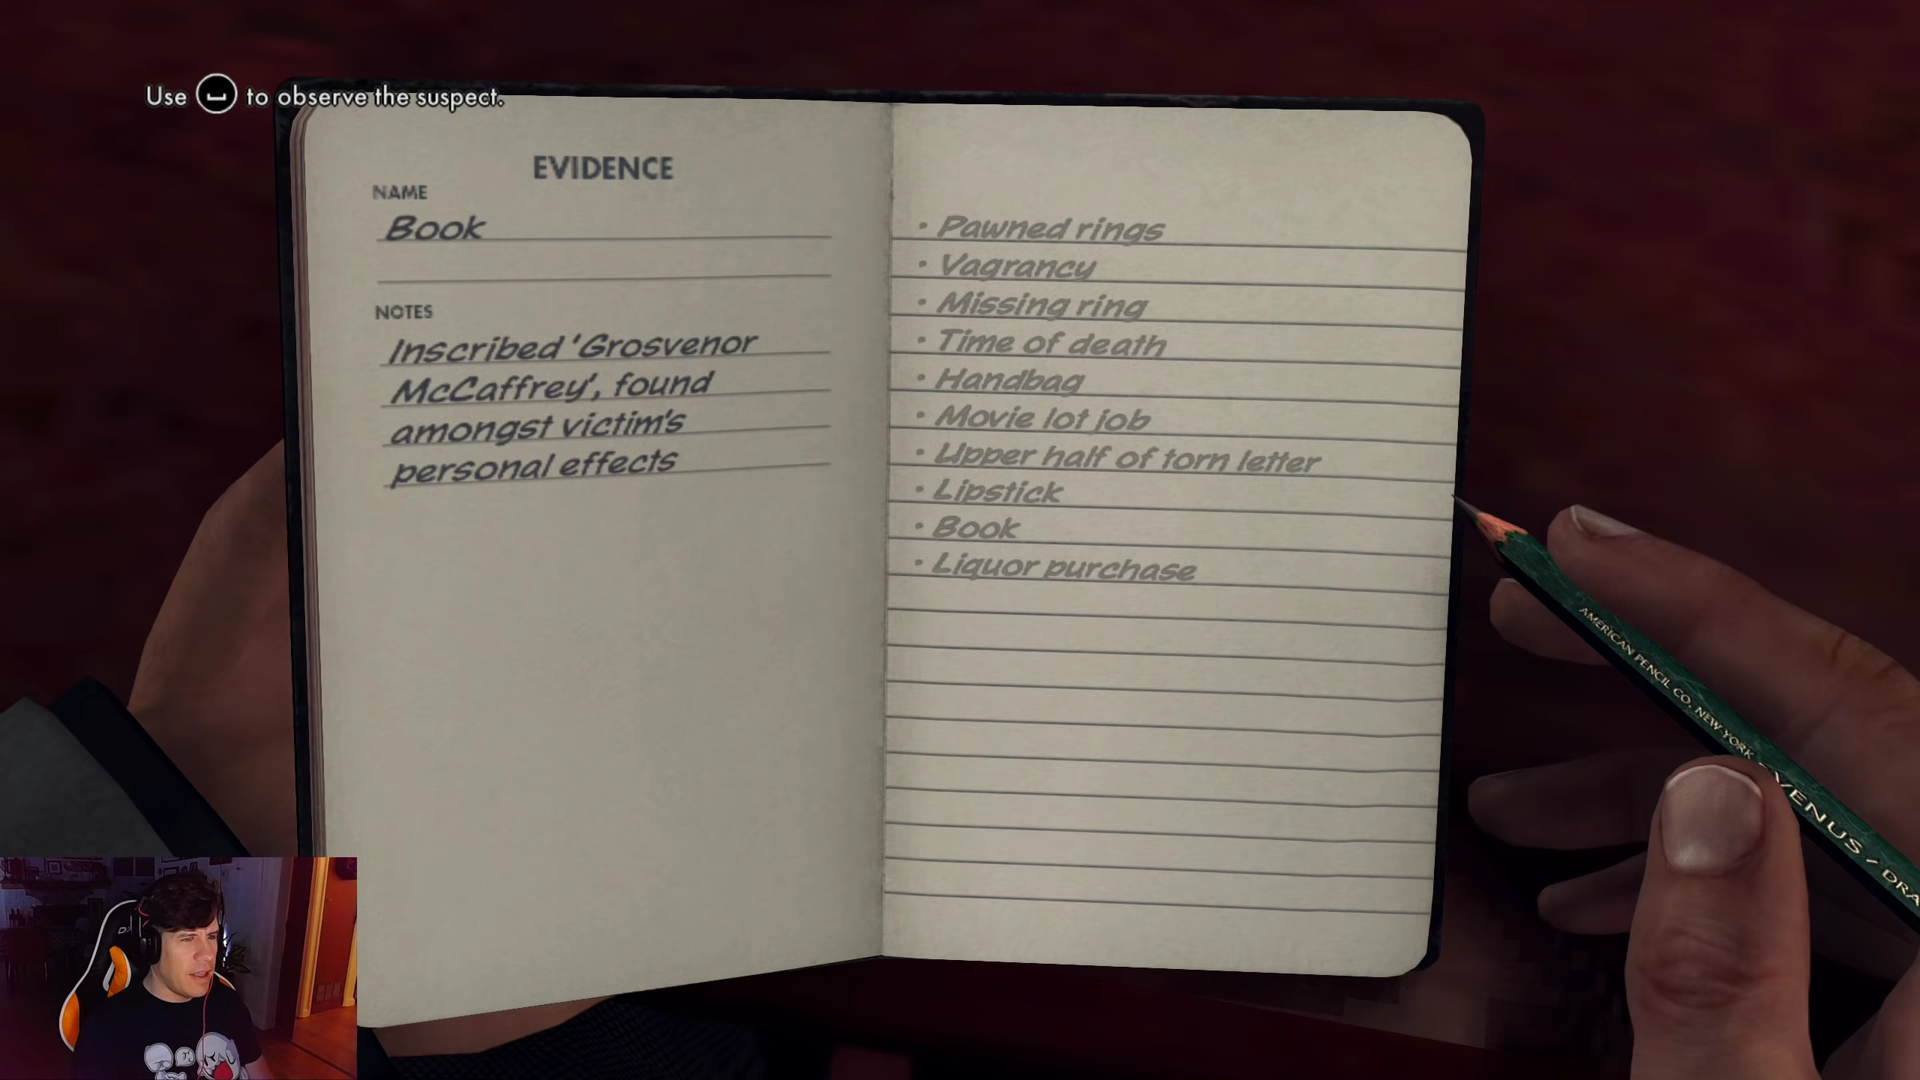 Use to observe the suspect.
EVIDENCE
NAME
Book
NOTES
Inscribed 'Grosvenor
McCaffrey', found
amongst victim's
personal effects
• Pawned rings
• Vagrancy
• Missing ring
• Time of death
• Handbag
• Movie lot job
• Upper half of torn letter
• Lipstick
• Book
• Liquor purchase
AMERICAN PENCIL CO. NEW YORK VENUS / DRA